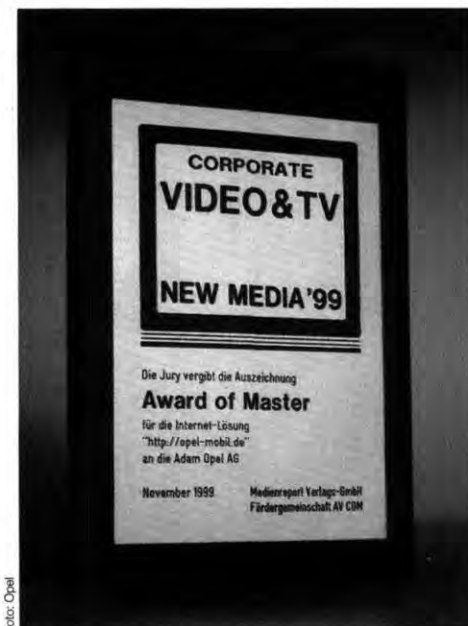 CORPORATE
VIDEO & TV
NEW MEDIA '99
Die Jury vergibt die Auszeichnung
Award of Master
für die Internet-Lösung
"http://opel-mobil.de"
an die Adam Opel AG
November 1999
Medienreport Verlags-GmbH
Fördergemeinschaft AV COM
oto: Opel